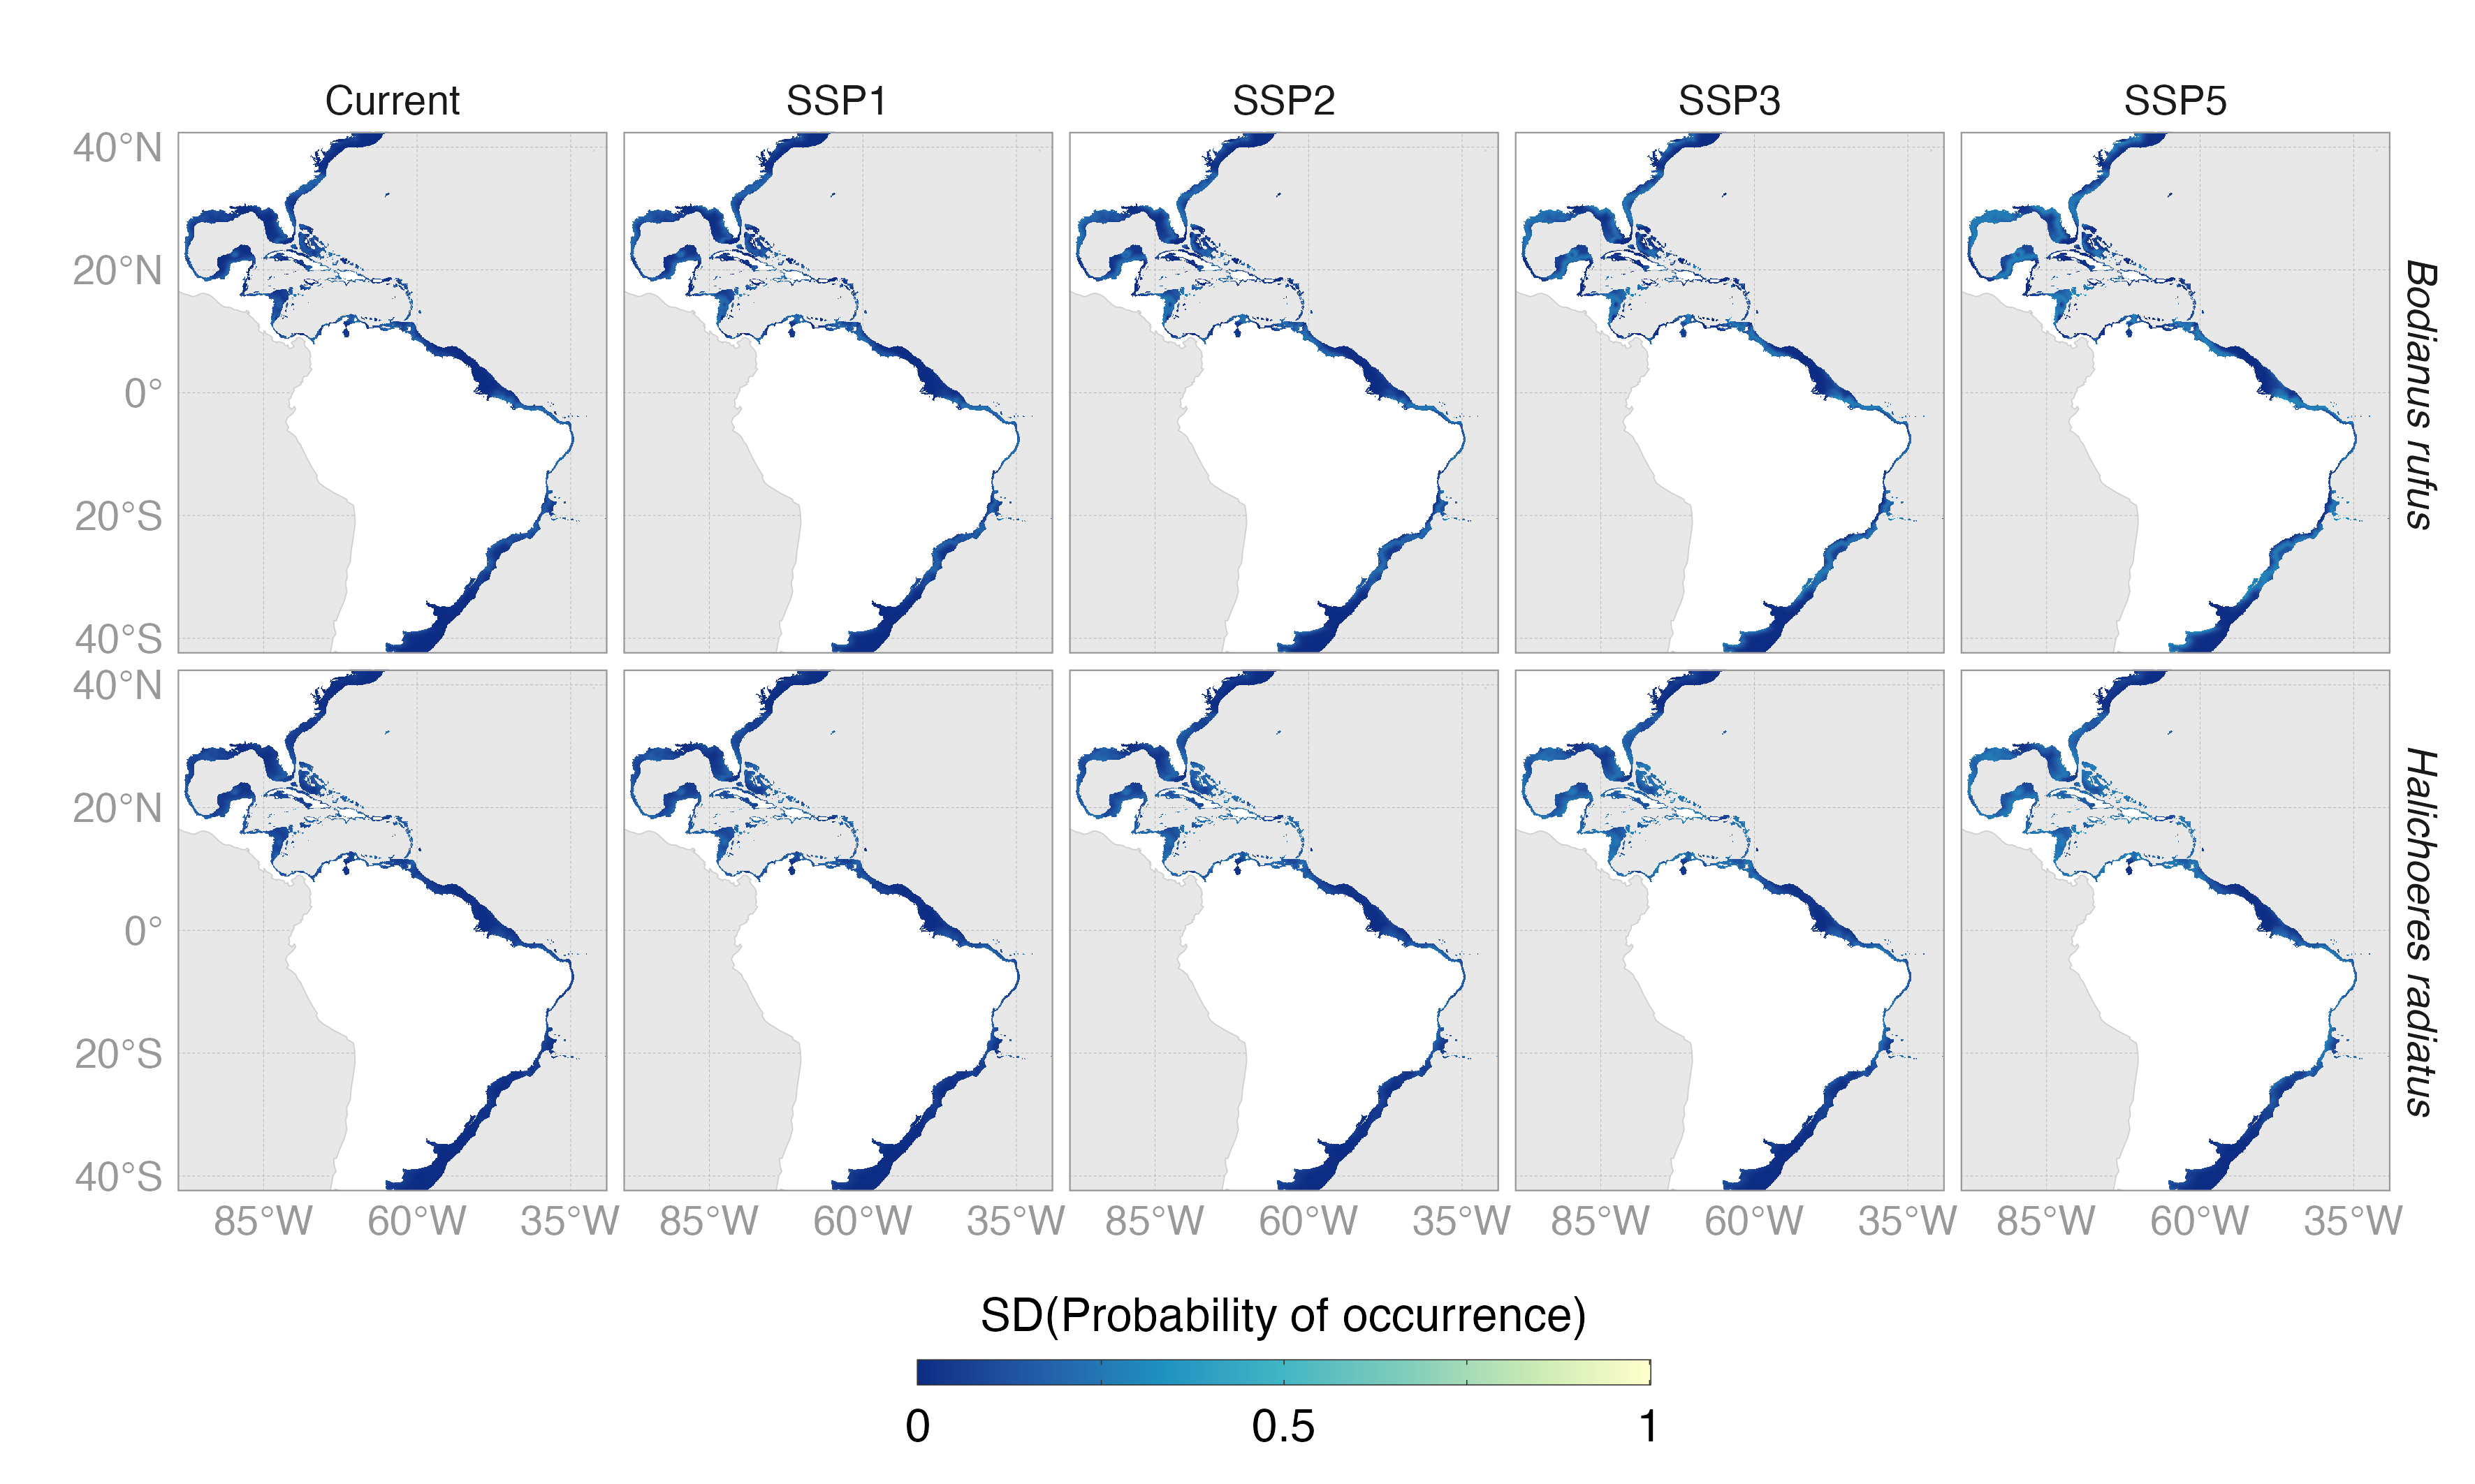 Current SSP1 SSP2 SSP3 SSP5
40°N
20°N
0°
20°S
40°S
Bodianus rufus
40°N
20°N
0°
20°S
40°S
Halichoeres radiatus
85°W 60°W 35°W 85°W 60°W 35°W 85°W 60°W 35°W 85°W 60°W 35°W 85°W 60°W 35°W
SD(Probability of occurrence)
0 0.5 1